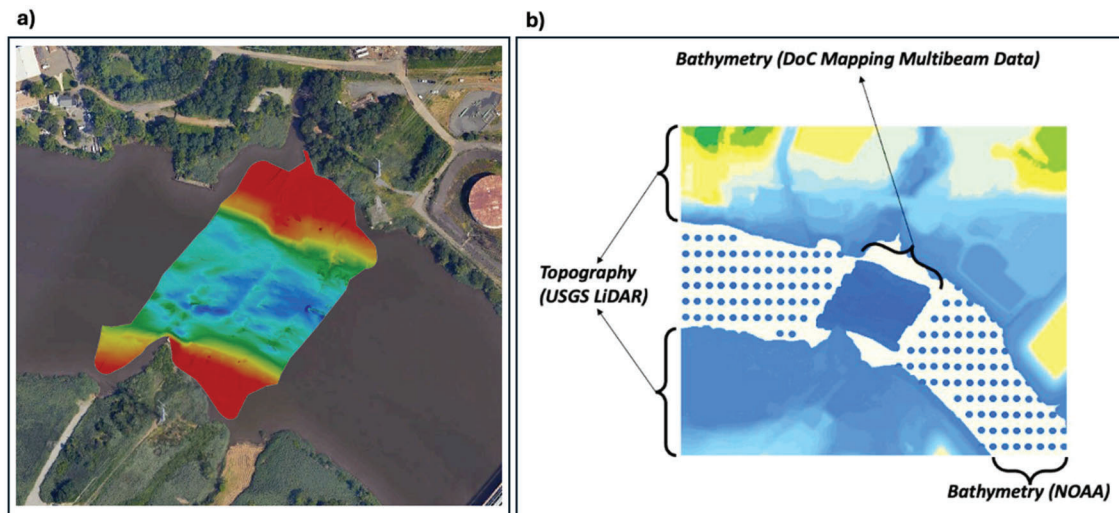 a)
b)
Bathymetry (DoC Mapping Multibeam Data)
Topography
(USGS LiDAR)
Bathymetry (NOAA)